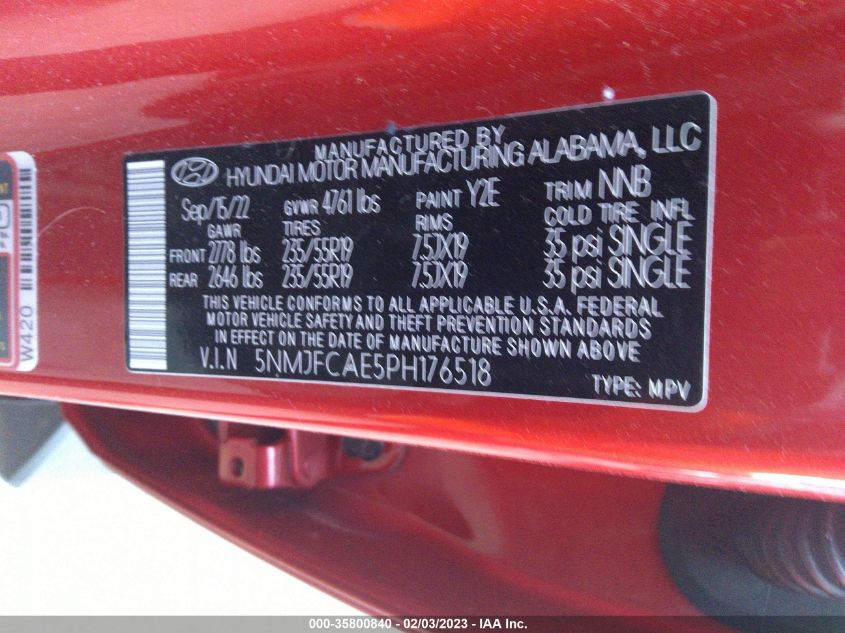 MANUFACTURED BY
HYUNDAI MOTOR MANUFACTURING ALABAMA, LLC
Sep/15/22 GVWR 4761 lbs PAINT Y2E TRIM NNB
GAWR TIRES RIMS COLD TIRE INFL
FRONT 2778 lbs 235/55R19 7.5JX19 35 psi SINGLE
REAR 2646 lbs 235/55R19 7.5JX19 35 psi SINGLE
THIS VEHICLE CONFORMS TO ALL APPLICABLE U.S.A. FEDERAL
MOTOR VEHICLE SAFETY AND THEFT PREVENTION STANDARDS
IN EFFECT ON THE DATE OF MANUFACTURE SHOWN ABOVE.
V.I.N 5NMJFCAE5PH176518
TYPE: MPV
W420
000-35800840 - 02/03/2023 - IAA Inc.